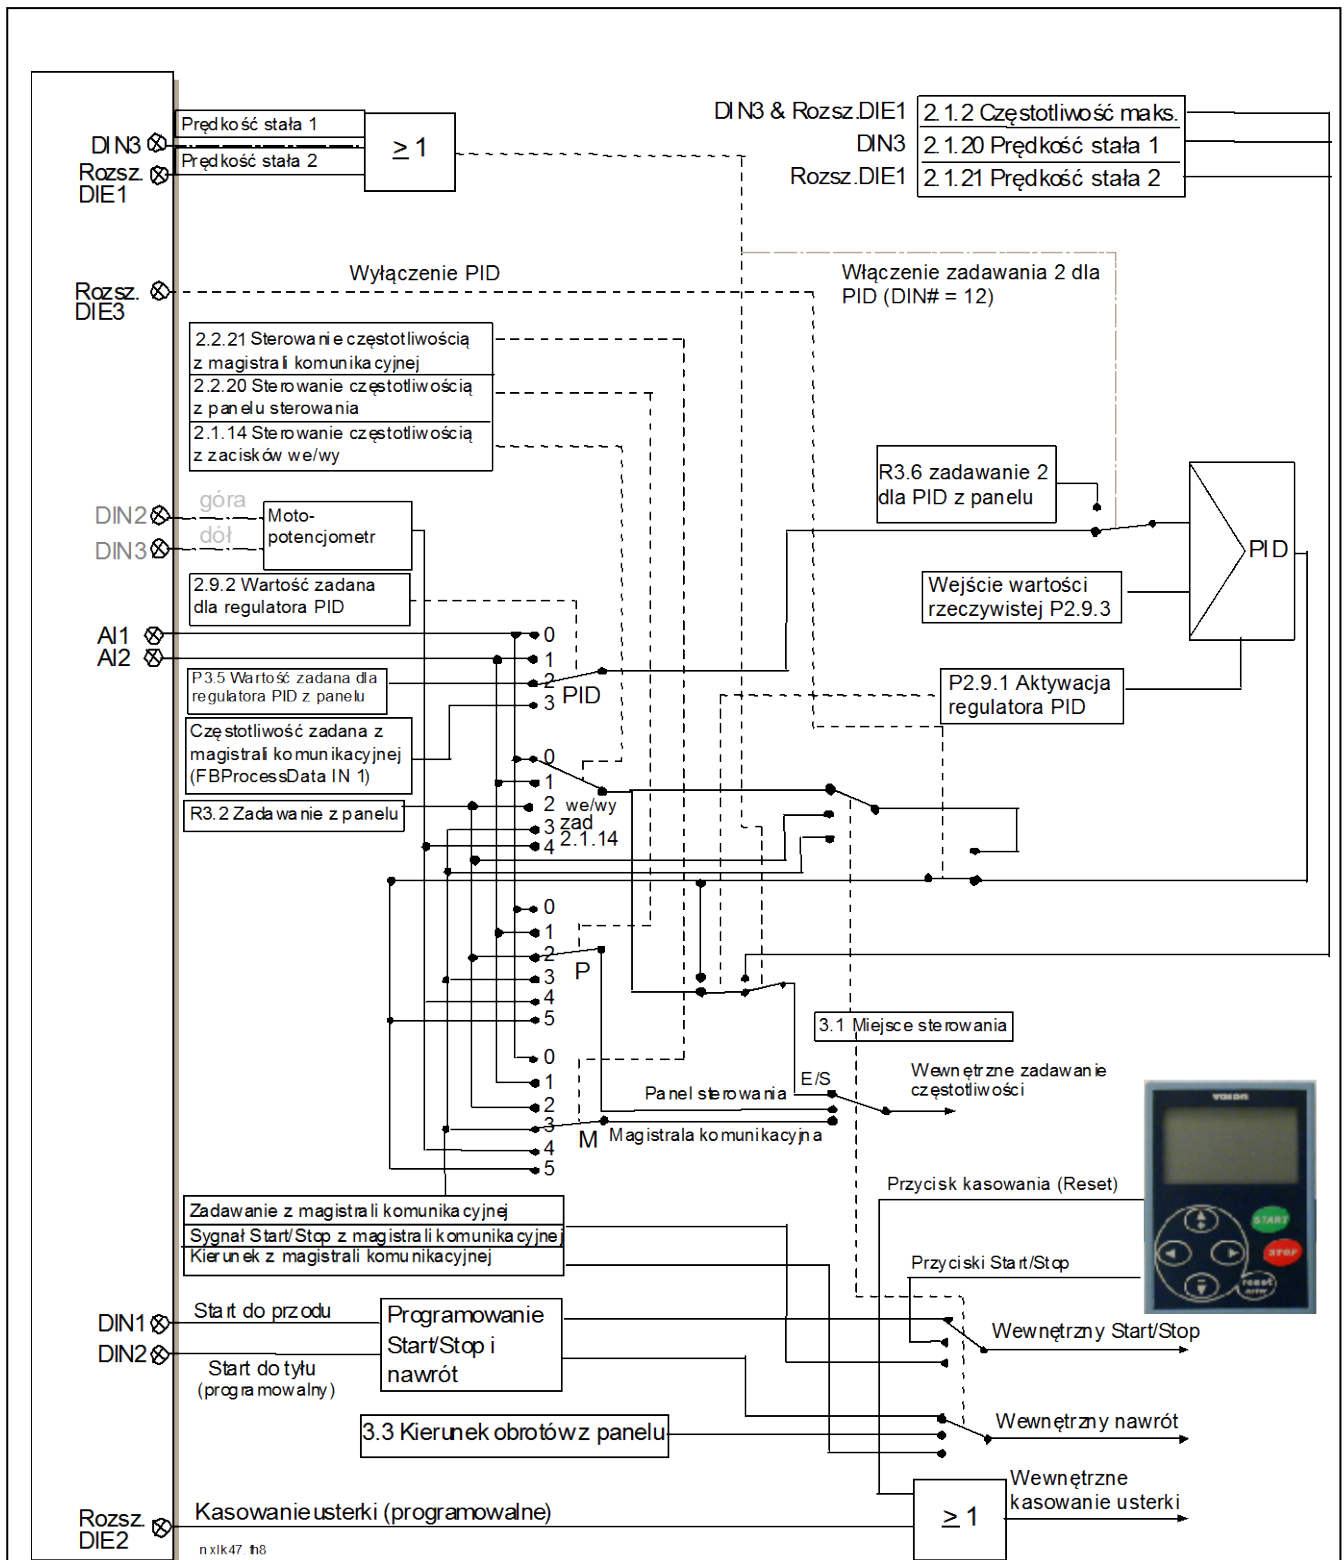 DIN3 & Rozsz.DIE1
2.1.2 Częstotliwość maks.
DIN3
2.1.20 Prędkość stała 1
Rozsz.DIE1
2.1.21 Prędkość stała 2
Prędkość stała 1
DIN3
Prędkość stała 2
≥ 1
Rozsz.
DIE1
Wyłączenie PID
Włączenie zadawania 2 dla
PID (DIN# = 12)
Rozsz.
DIE3
2.2.21 Sterowanie częstotliwością
z magistrali komunikacyjnej
2.2.20 Sterowanie częstotliwością
z panelu sterowania
2.1.14 Sterowanie częstotliwością
z zacisków we/wy
R3.6 zadawanie 2
dla PID z panelu
DIN2
góra
DIN3
dół
Moto-
potencjometr
PID
2.9.2 Wartość zadana
dla regulatora PID
Wejście wartości
rzeczywistej P2.9.3
AI1
AI2
0
1
2
3
PID
P3.5 Wartość zadana dla
regulatora PID z panelu
P2.9.1 Aktywacja
regulatora PID
Częstotliwość zadana z
magistrali komunikacyjnej
(FBProcessData IN 1)
R3.2 Zadawanie z panelu
0
1
2
3
4
we/wy
zad
2.1.14
0
1
2
3
4
5
P
3.1 Miejsce sterowania
0
1
2
3
4
5
M
E/S
Panel sterowania
Magistrala komunikacyjna
Wewnętrzne zadawanie
częstotliwości
VACON
START
STOP
reset
enter
Przycisk kasowania (Reset)
Zadawanie z magistrali komunikacyjnej
Sygnał Start/Stop z magistrali komunikacyjnej
Kierunek z magistrali komunikacyjnej
Przyciski Start/Stop
DIN1
Start do przodu
DIN2
Start do tyłu
(programowalny)
Programowanie
Start/Stop i
nawrót
Wewnętrzny Start/Stop
3.3 Kierunek obrotów z panelu
Wewnętrzny nawrót
Rozsz.
DIE2
Kasowanie usterki (programowalne)
≥ 1
Wewnętrzne
kasowanie usterki
nxlk47.fh8